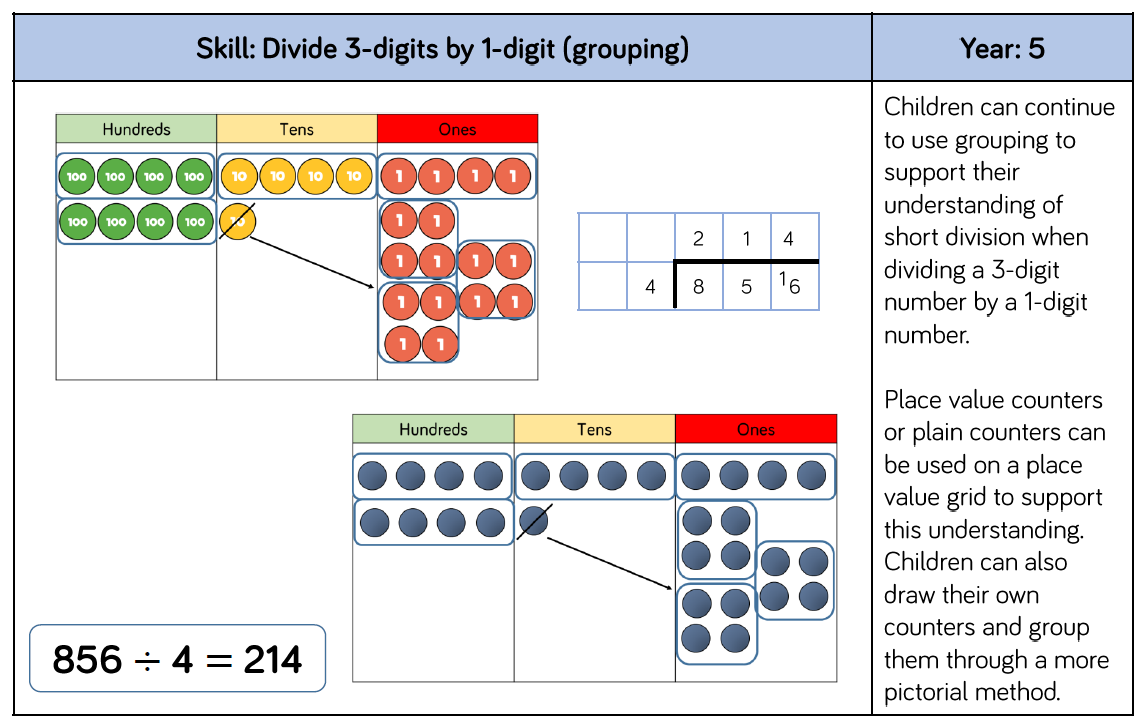 Skill: Divide 3-digits by 1-digit (grouping)
Year: 5
Hundreds Tens Ones
100 100 100 100 10 10 10 10 1 1 1 1
100 100 100 100 10 1 1
1 1 1 1
1 1 1 1
1 1
2 1 4
4 8 5 16
Hundreds Tens Ones
856 ÷ 4 = 214
Children can continue
to use grouping to
support their
understanding of
short division when
dividing a 3-digit
number by a 1-digit
number.
Place value counters
or plain counters can
be used on a place
value grid to support
this understanding.
Children can also
draw their own
counters and group
them through a more
pictorial method.